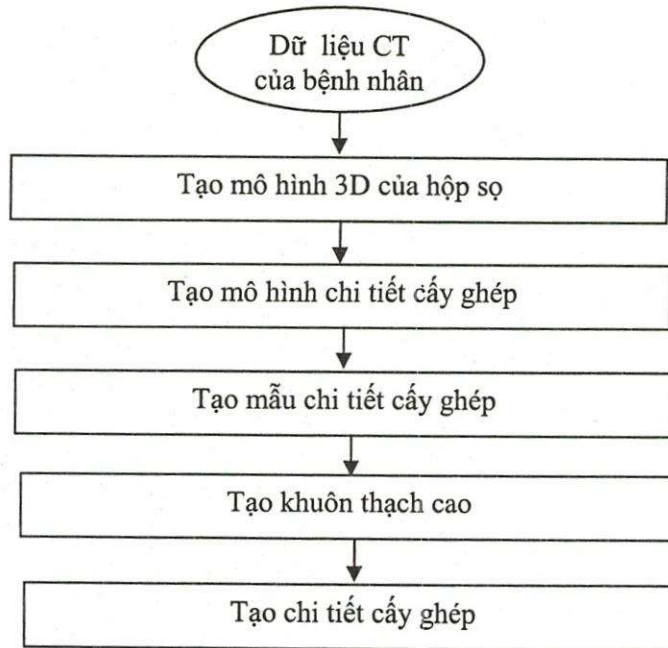 Dữ liệu CT
của bệnh nhân
Tạo mô hình 3D của hộp sọ
Tạo mô hình chi tiết cấy ghép
Tạo mẫu chi tiết cấy ghép
Tạo khuôn thạch cao
Tạo chi tiết cấy ghép